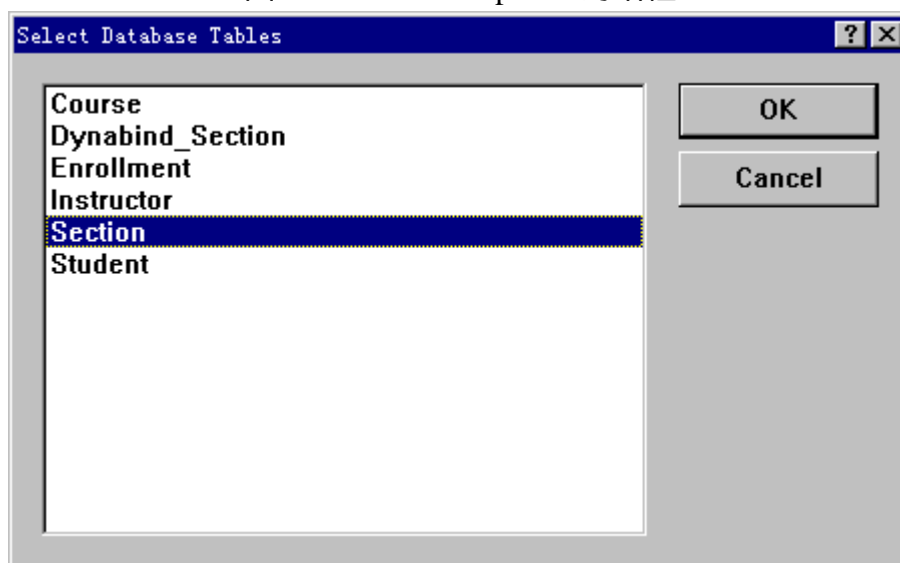 Select Database Tables
Course
Dynabind_Section
Enrollment
Instructor
Section
Student
OK
Cancel